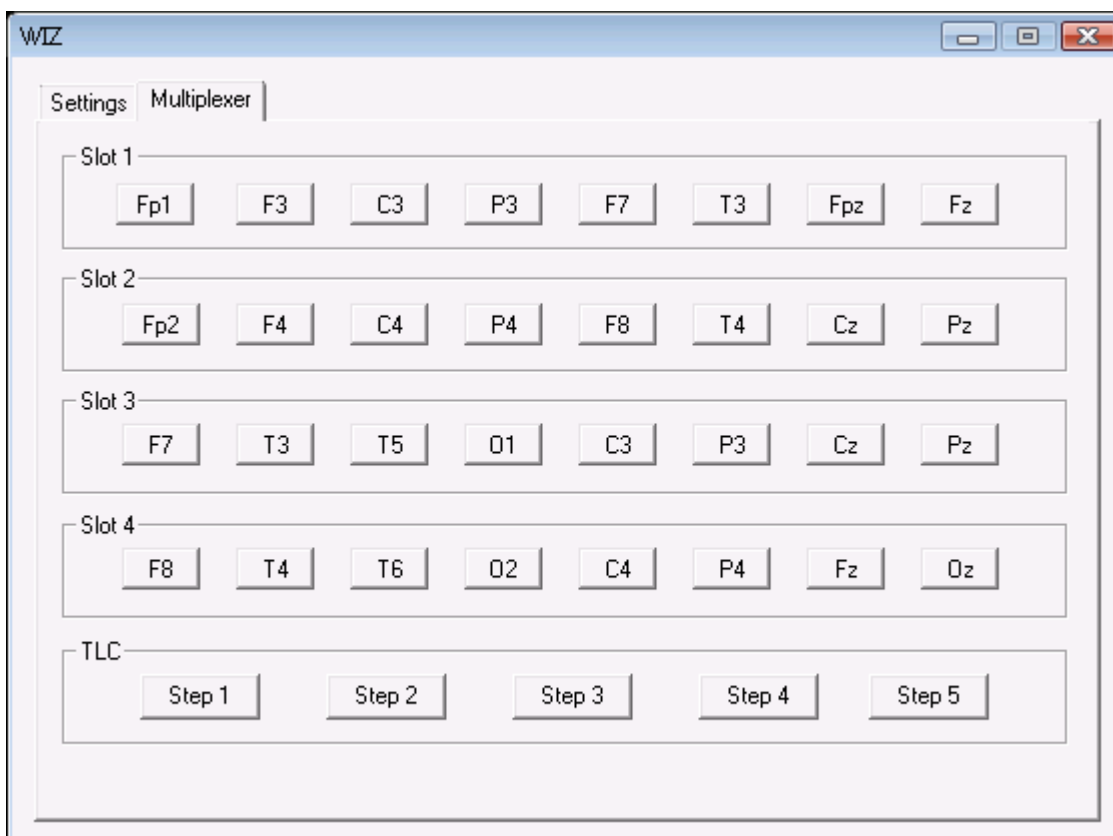 WIZ
Settings Multiplexer
Slot 1
Fp1 F3 C3 P3 F7 T3 Fpz Fz
Slot 2
Fp2 F4 C4 P4 F8 T4 Cz Pz
Slot 3
F7 T3 T5 O1 C3 P3 Cz Pz
Slot 4
F8 T4 T6 O2 C4 P4 Fz Oz
TLC
Step 1 Step 2 Step 3 Step 4 Step 5